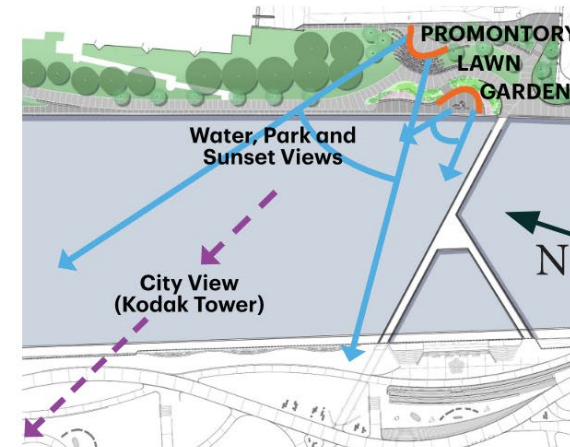 PROMONTORY
LAWN
GARDEN
Water, Park and
Sunset Views
City View
(Kodak Tower)
N